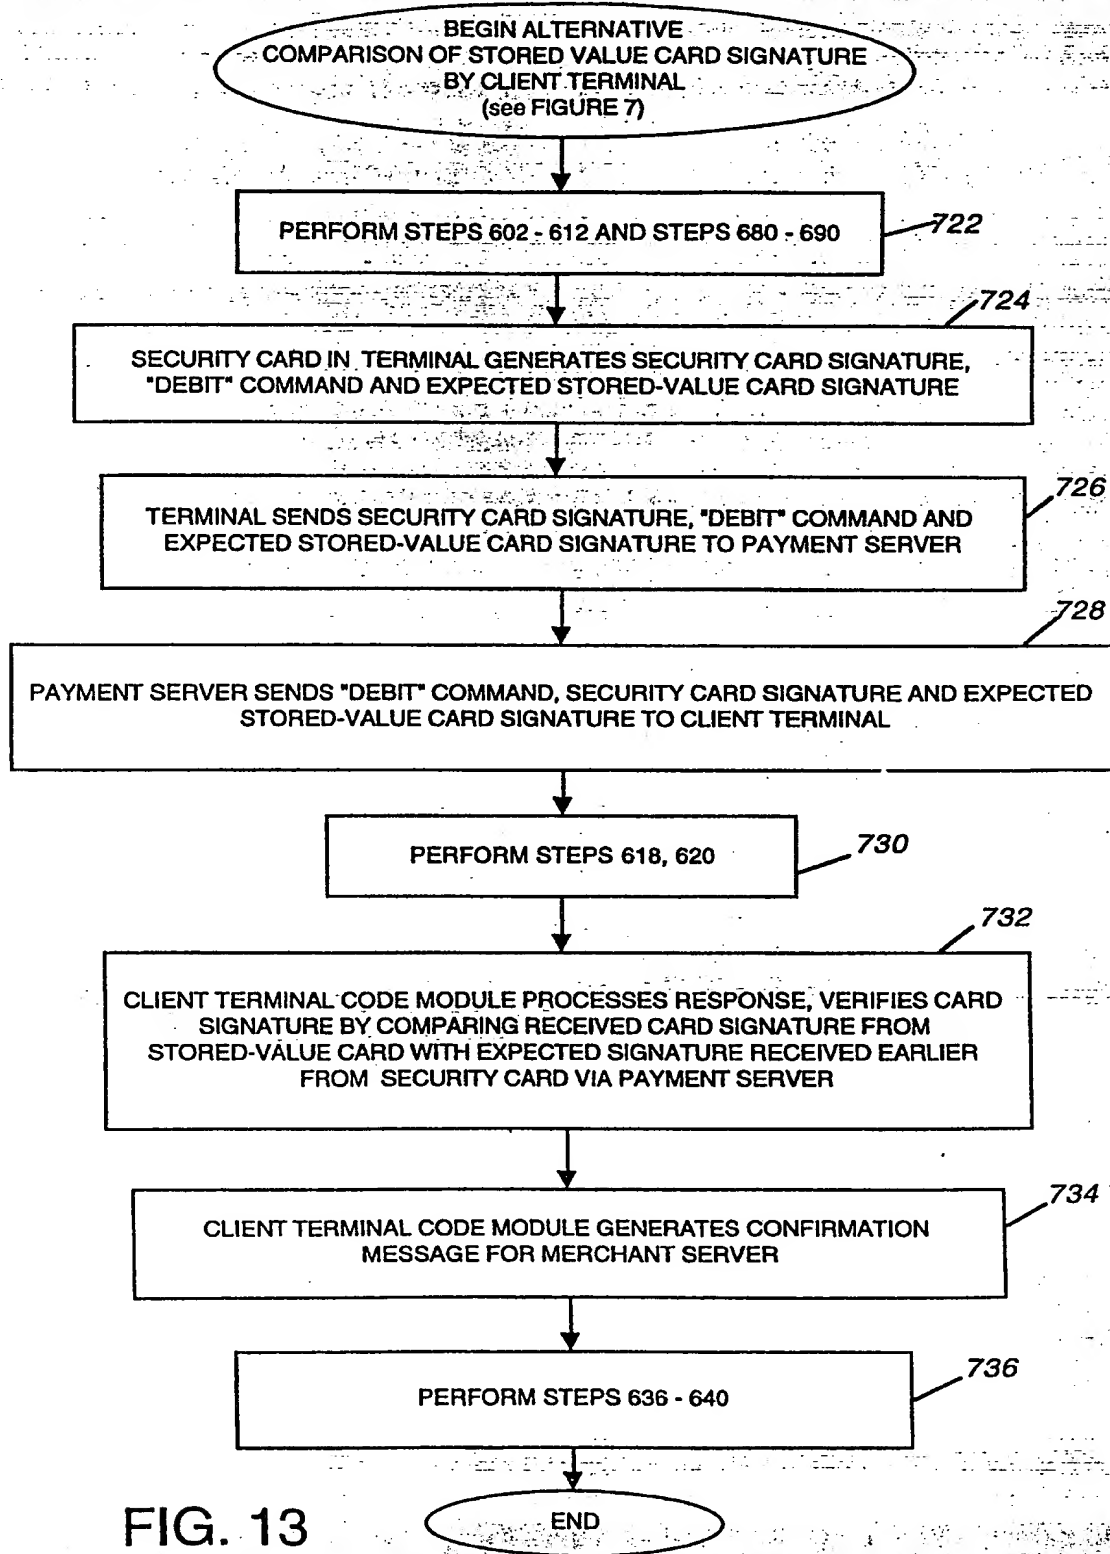 BEGIN ALTERNATIVE
COMPARISON OF STORED VALUE CARD SIGNATURE
BY CLIENT TERMINAL
(see FIGURE 7)
PERFORM STEPS 602 - 612 AND STEPS 680 - 690
722
724
SECURITY CARD IN TERMINAL GENERATES SECURITY CARD SIGNATURE,
"DEBIT" COMMAND AND EXPECTED STORED-VALUE CARD SIGNATURE
726
TERMINAL SENDS SECURITY CARD SIGNATURE, "DEBIT" COMMAND AND
EXPECTED STORED-VALUE CARD SIGNATURE TO PAYMENT SERVER
728
PAYMENT SERVER SENDS "DEBIT" COMMAND, SECURITY CARD SIGNATURE AND EXPECTED
STORED-VALUE CARD SIGNATURE TO CLIENT TERMINAL
PERFORM STEPS 618, 620
730
732
CLIENT TERMINAL CODE MODULE PROCESSES RESPONSE, VERIFIES CARD
SIGNATURE BY COMPARING RECEIVED CARD SIGNATURE FROM
STORED-VALUE CARD WITH EXPECTED SIGNATURE RECEIVED EARLIER
FROM SECURITY CARD VIA PAYMENT SERVER
734
CLIENT TERMINAL CODE MODULE GENERATES CONFIRMATION
MESSAGE FOR MERCHANT SERVER
736
PERFORM STEPS 636 - 640
END
FIG. 13